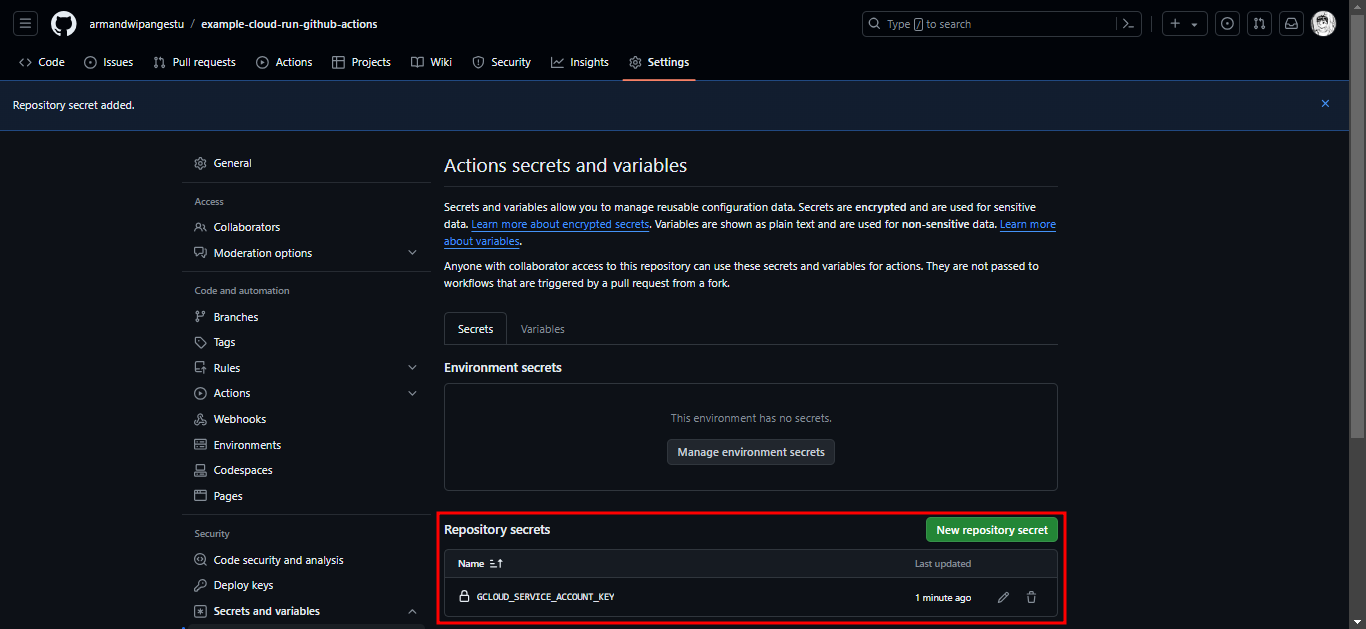 armandwipangestu / example-cloud-run-github-actions
Type / to search
Code Issues Pull requests Actions Projects Wiki Security Insights Settings
Repository secret added.
General
Access
Collaborators
Moderation options
Code and automation
Branches
Tags
Rules
Actions
Webhooks
Environments
Codespaces
Pages
Security
Code security and analysis
Deploy keys
Secrets and variables
Actions secrets and variables
Secrets and variables allow you to manage reusable configuration data. Secrets are encrypted and are used for sensitive
data. Learn more about encrypted secrets. Variables are shown as plain text and are used for non-sensitive data. Learn more
about variables.
Anyone with collaborator access to this repository can use these secrets and variables for actions. They are not passed to
workflows that are triggered by a pull request from a fork.
Secrets Variables
Environment secrets
This environment has no secrets.
Manage environment secrets
Repository secrets New repository secret
Name Last updated
GCLOUD_SERVICE_ACCOUNT_KEY 1 minute ago